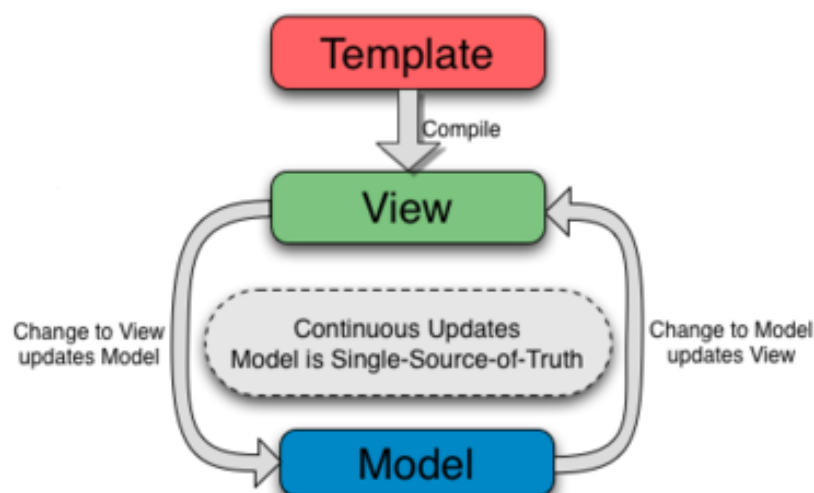 Template
Compile
View
Continuous Updates
Model is Single-Source-of-Truth
Change to View
updates Model
Change to Model
updates View
Model